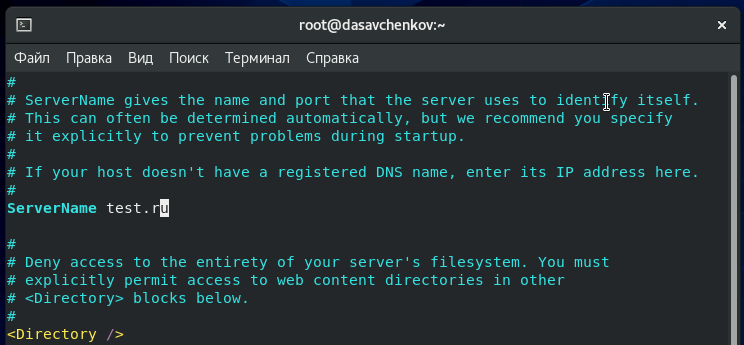 root@dasavchenkov:~
Файл Правка Вид Поиск Терминал Справка
#
# ServerName gives the name and port that the server uses to identify itself.
# This can often be determined automatically, but we recommend you specify
# it explicitly to prevent problems during startup.
#
# If your host doesn't have a registered DNS name, enter its IP address here.
#
ServerName test.ru
#
# Deny access to the entirety of your server's filesystem. You must
# explicitly permit access to web content directories in other
# <Directory> blocks below.
#
<Directory />